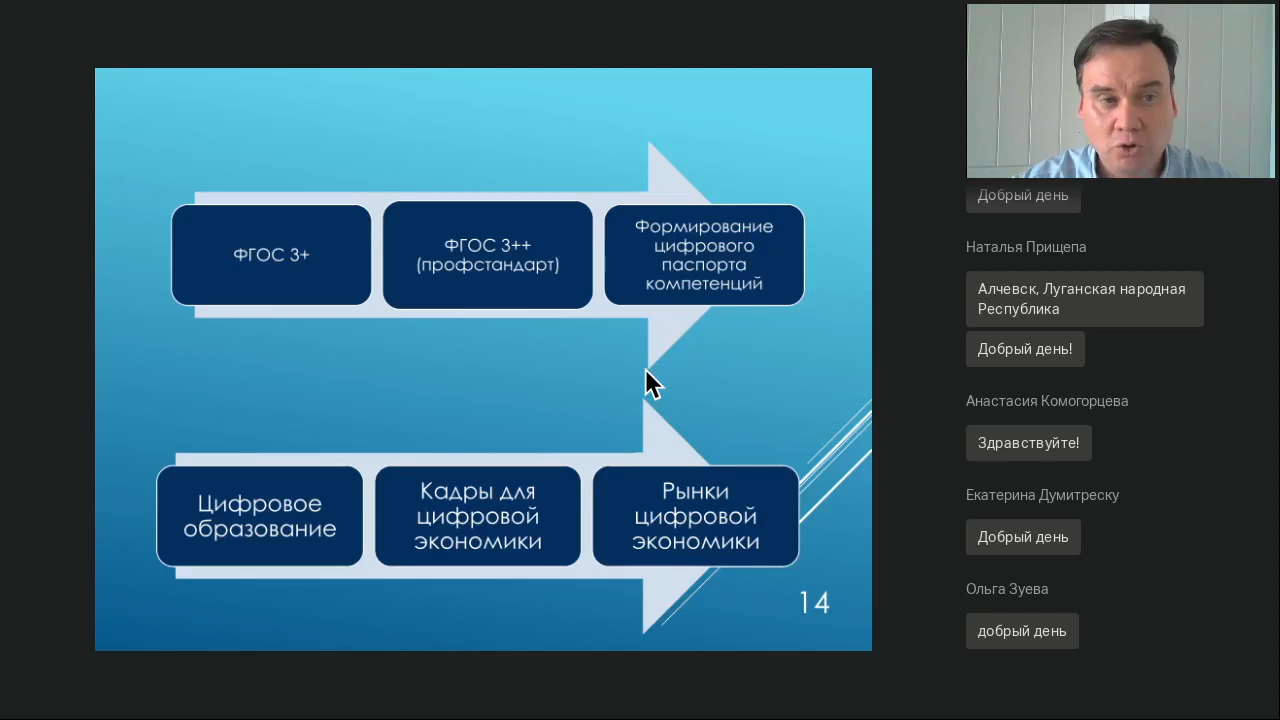 ФГОС 3+
ФГОС 3++
(профстандарт)
Формирование
цифрового
паспорта
компетенций
Цифровое
образование
Кадры для
цифровой
экономики
Рынки
цифровой
экономики
14
Добрый день
Наталья Прищепа
Алчевск, Луганская народная
Республика
Добрый день!
Анастасия Комогорцева
Здравствуйте!
Екатерина Думитреску
Добрый день
Ольга Зуева
добрый день